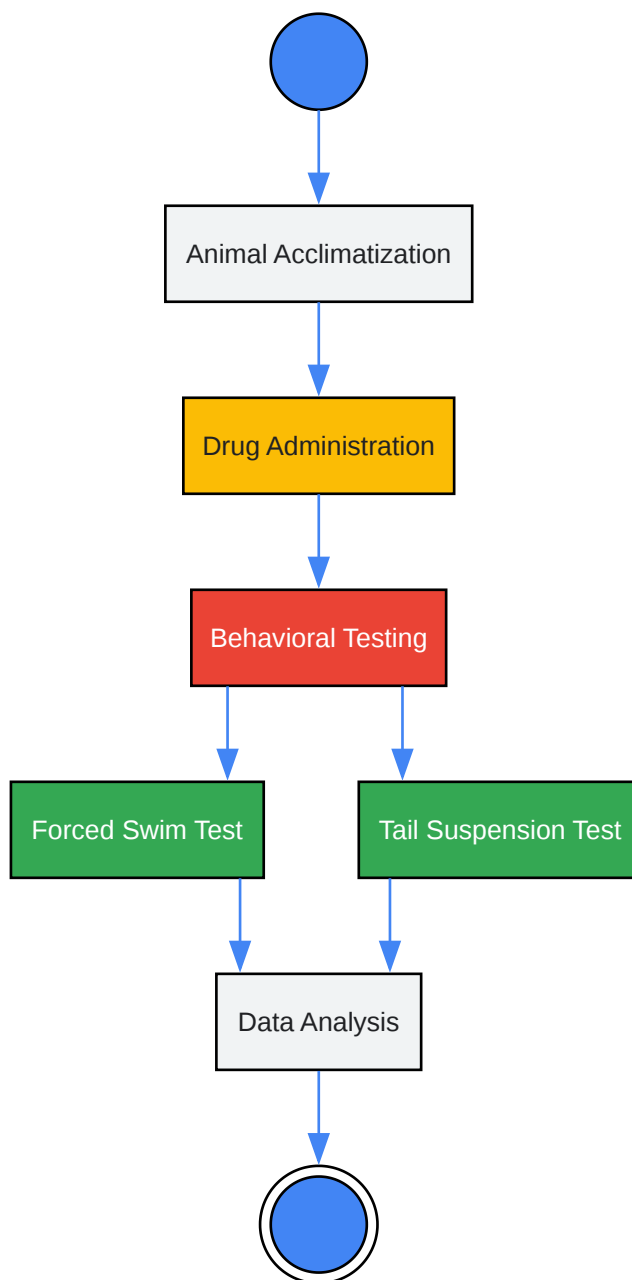 Animal Acclimatization
Drug Administration
Behavioral Testing
Forced Swim Test
Tail Suspension Test
Data Analysis